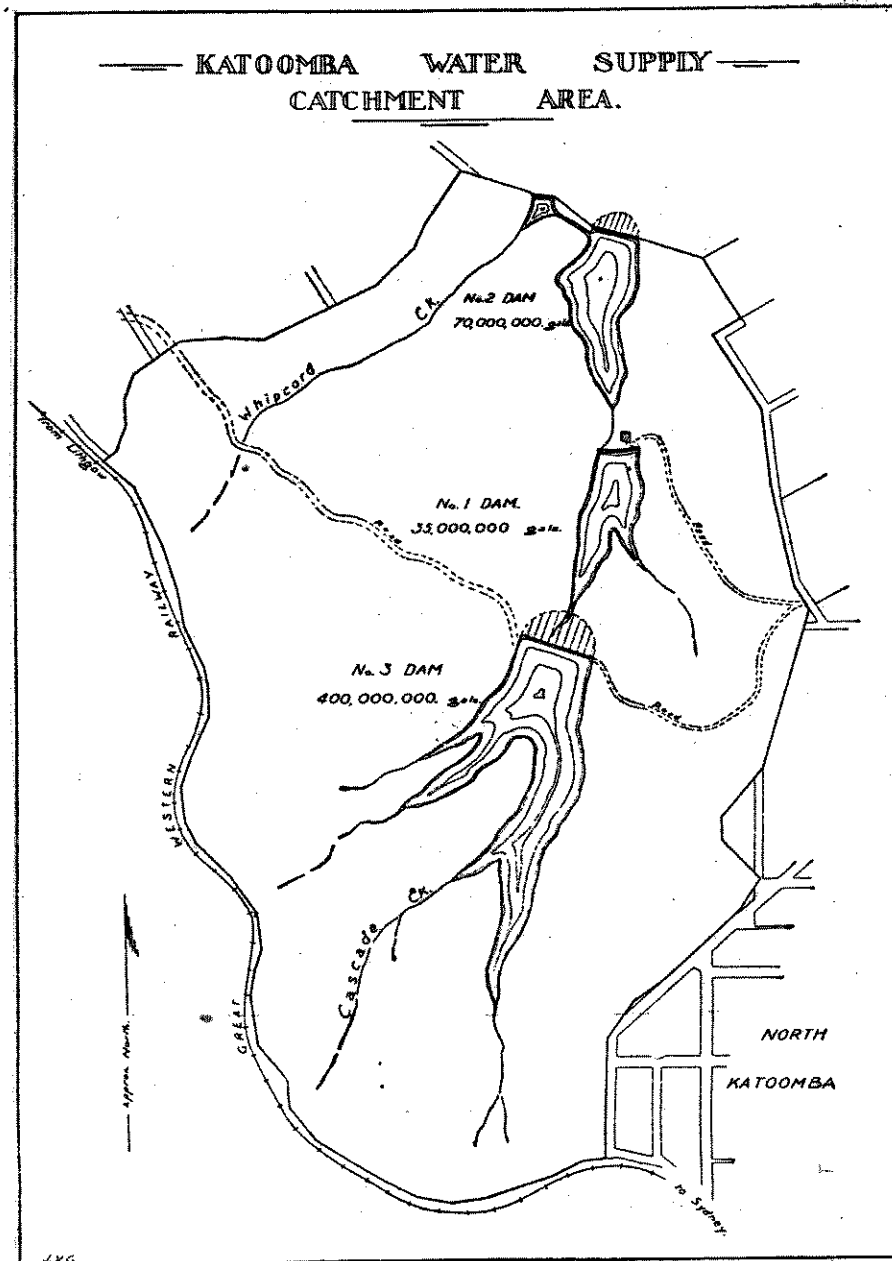 KATOOMBA WATER SUPPLY
CATCHMENT AREA.
Whipcord CK.
No.2 DAM
70,000,000. gals.
from Lithgow
No. 1 DAM.
35,000,000 gals.
Road
Road
No. 3 DAM
400,000,000. gals.
Road
GREAT WESTERN RAILWAY
Cascade Ck.
Approx North.
NORTH
KATOOMBA
to Sydney.